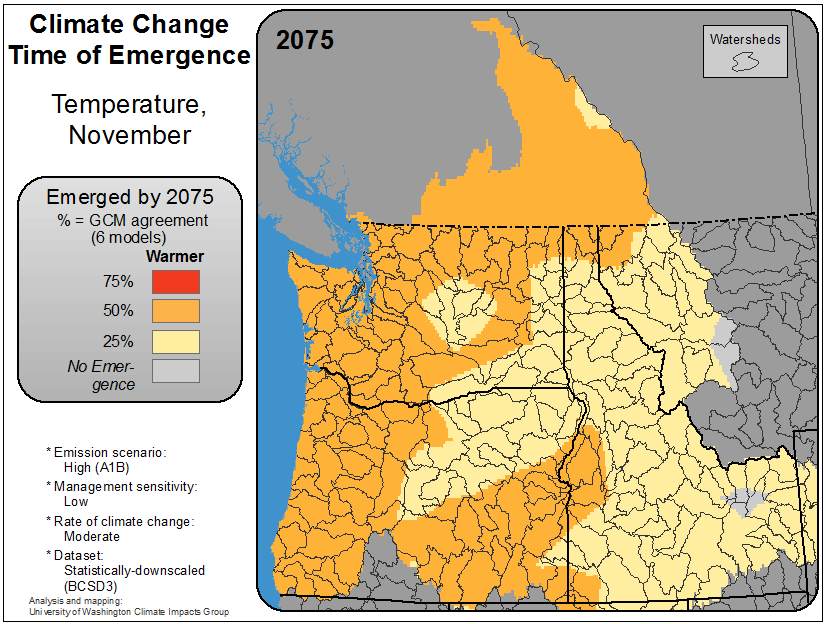 Climate Change
Time of Emergence
Temperature,
November
Emerged by 2075
% = GCM agreement
(6 models)
Warmer
75%
50%
25%
No Emer-
gence
* Emission scenario:
High (A1B)
* Management sensitivity:
Low
* Rate of climate change:
Moderate
* Dataset:
Statistically-downscaled
(BCSD3)
Analysis and mapping:
University of Washington Climate Impacts Group
2075
Watersheds